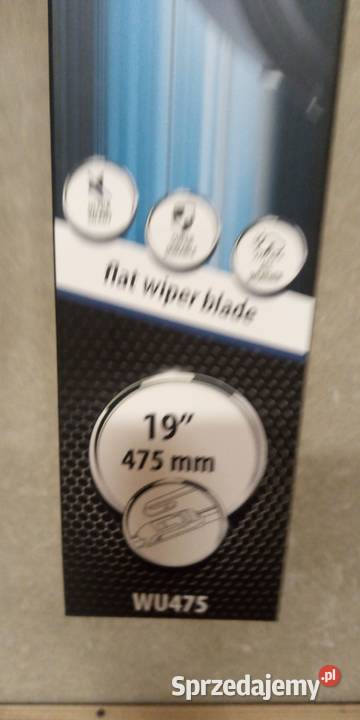 flat wiper blade
19”
475 mm
WU475
Sprzedajemy.pl